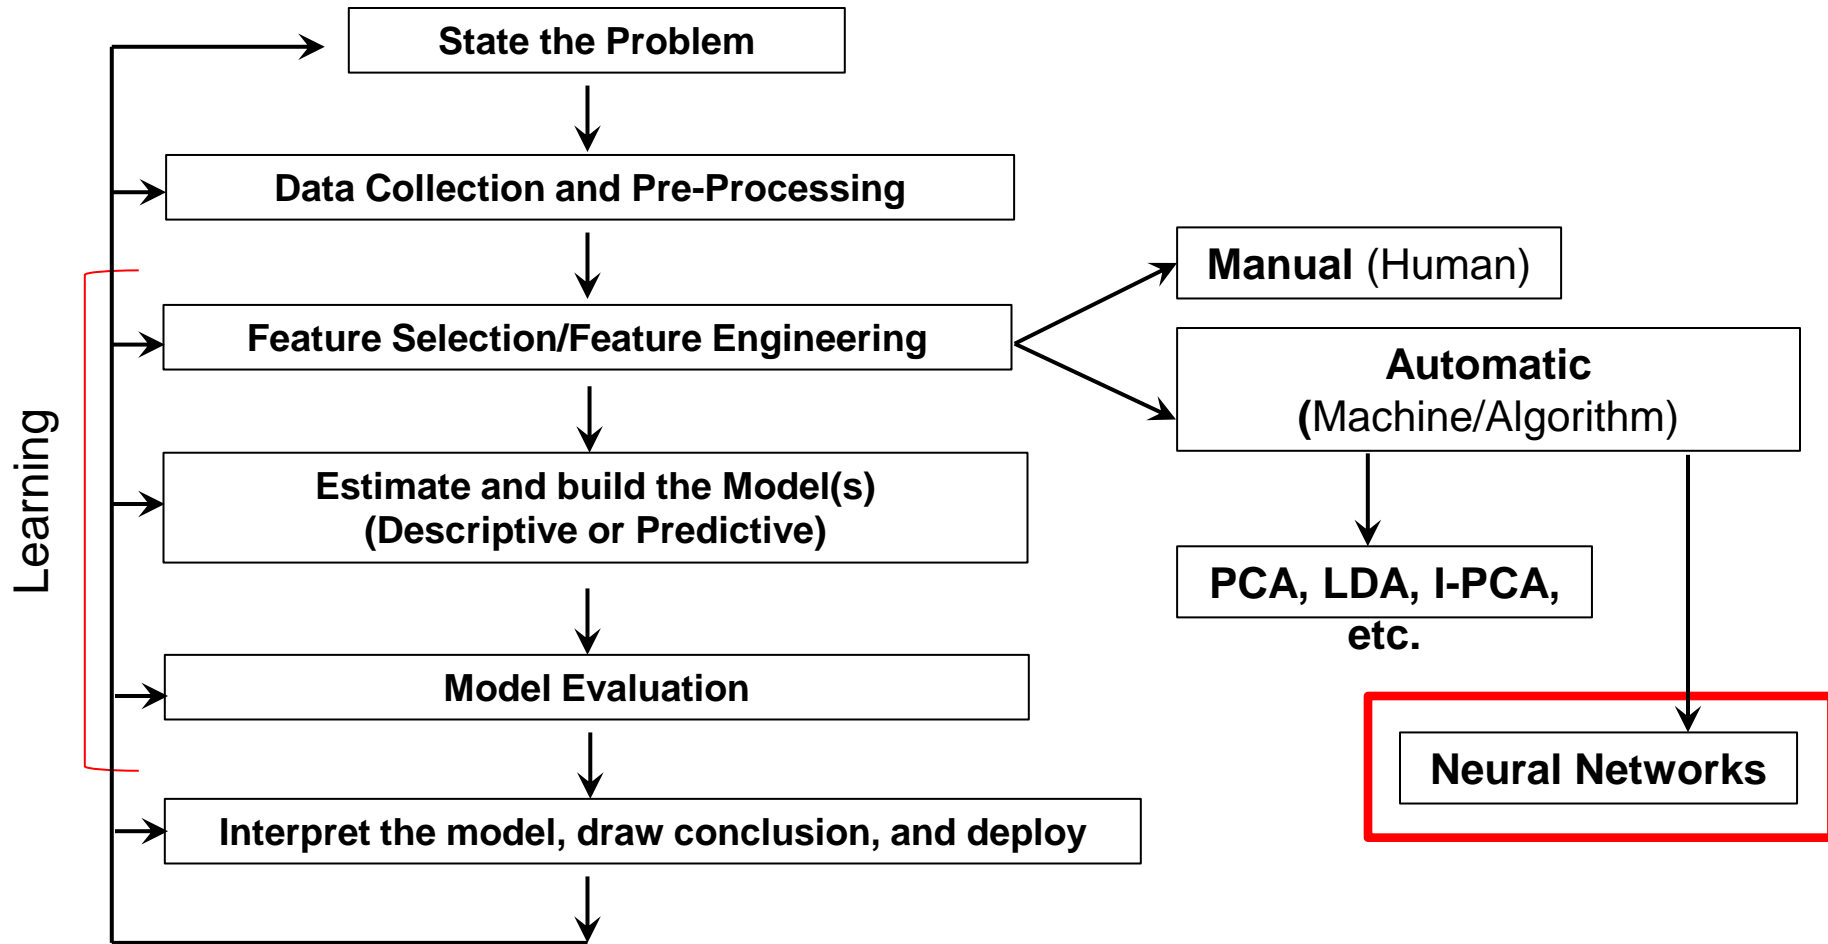 State the Problem
Data Collection and Pre-Processing
Feature Selection/Feature Engineering
Estimate and build the Model(s)
(Descriptive or Predictive)
Model Evaluation
Interpret the model, draw conclusion, and deploy
Learning
Manual (Human)
Automatic
(Machine/Algorithm)
PCA, LDA, I-PCA,
etc.
Neural Networks